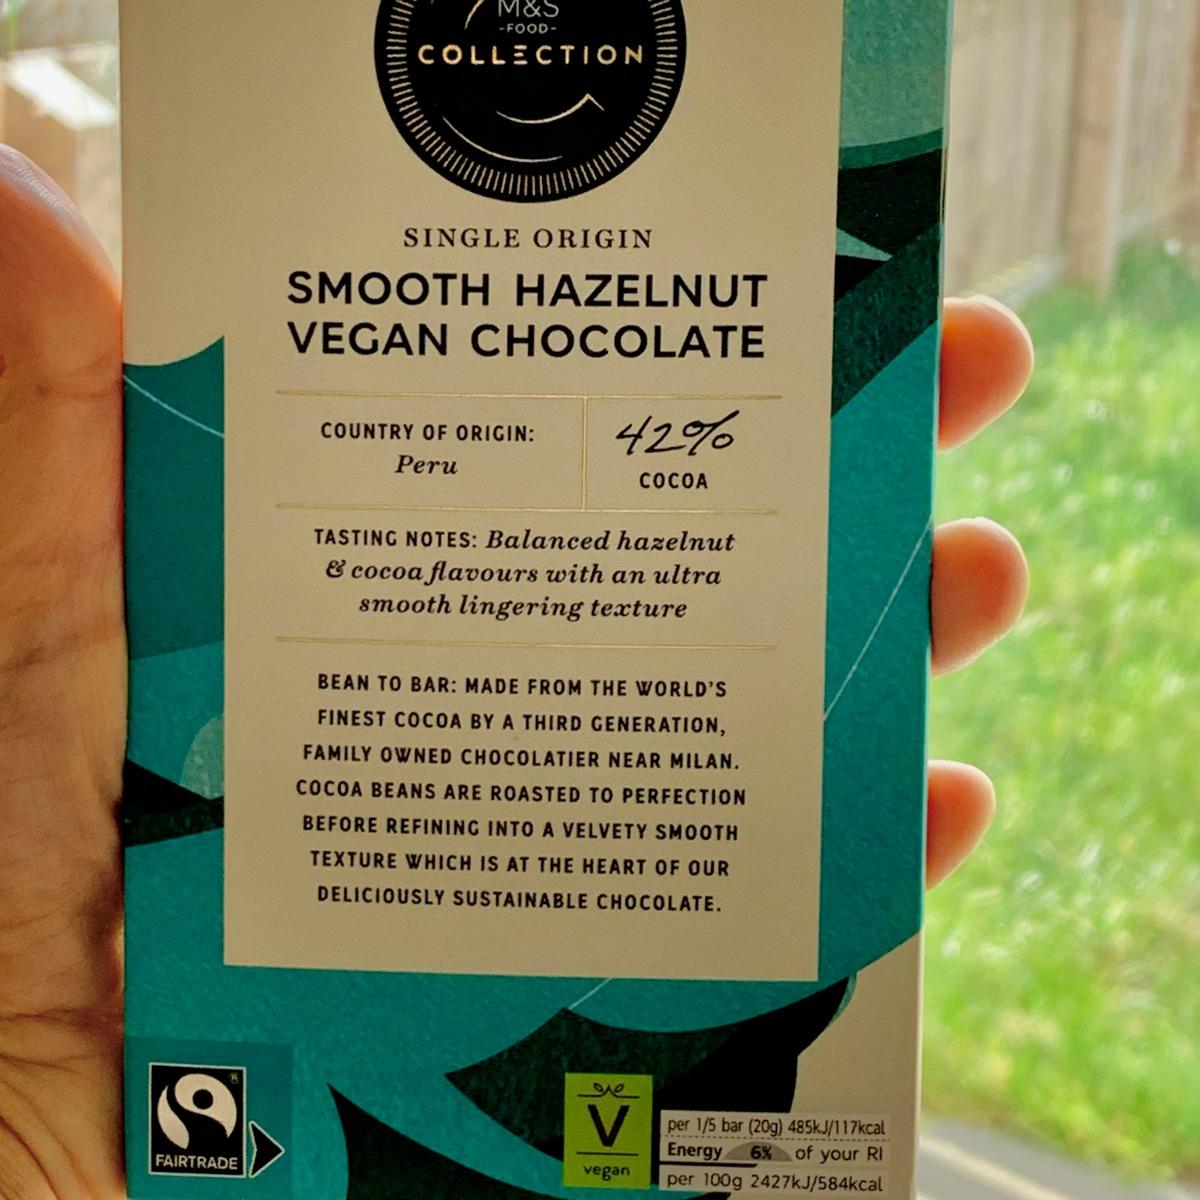 M&S
-FOOD-
COLLECTION
SINGLE ORIGIN
SMOOTH HAZELNUT
VEGAN CHOCOLATE
COUNTRY OF ORIGIN:
Peru
42%
COCOA
TASTING NOTES: Balanced hazelnut
& cocoa flavours with an ultra
smooth lingering texture
BEAN TO BAR: MADE FROM THE WORLD'S
FINEST COCOA BY A THIRD GENERATION,
FAMILY OWNED CHOCOLATIER NEAR MILAN.
COCOA BEANS ARE ROASTED TO PERFECTION
BEFORE REFINING INTO A VELVETY SMOOTH
TEXTURE WHICH IS AT THE HEART OF OUR
DELICIOUSLY SUSTAINABLE CHOCOLATE.
®
FAIRTRADE
V
vegan
per 1/5 bar (20g) 485kJ/117kcal
Energy 6% of your RI
per 100g 2427kJ/584kcal